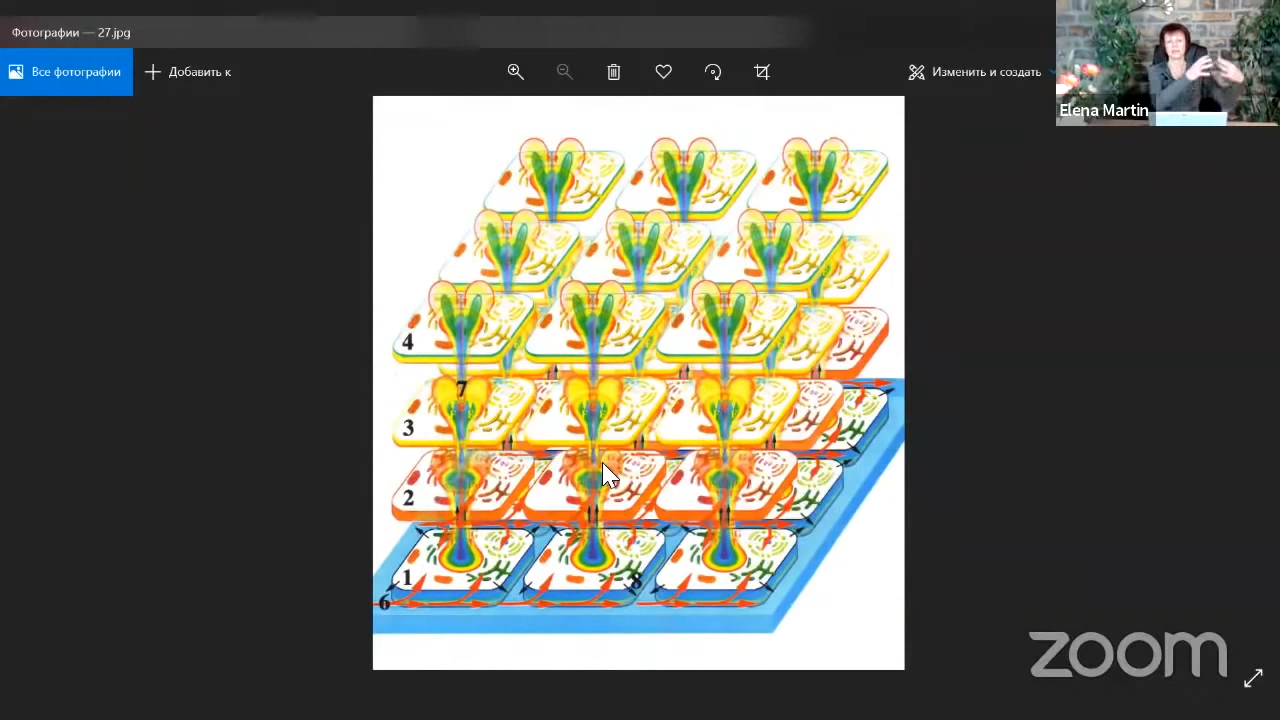 Фотографии — 27.jpg
Все фотографии
Добавить к
Изменить и создать
Elena Martin
4
7
3
2
1
8
6
zoom